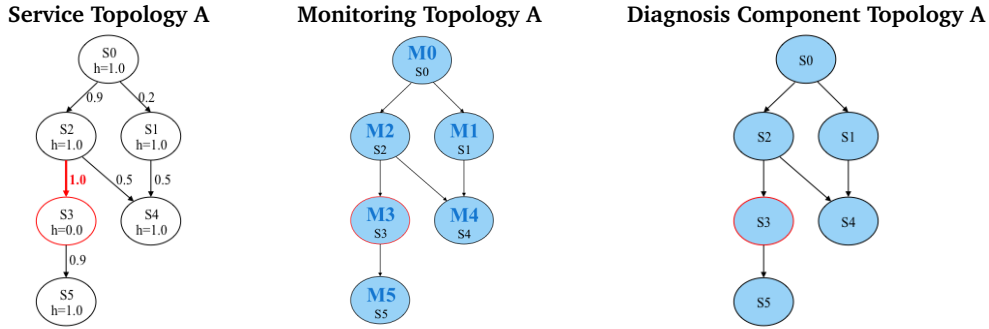 Service Topology A
S0
h=1.0
0.9
0.2
S2
h=1.0
S1
h=1.0
1.0
0.5
0.5
S3
h=0.0
S4
h=1.0
0.9
S5
h=1.0
Monitoring Topology A
M0
S0
M2
S2
M1
S1
M3
S3
M4
S4
M5
S5
Diagnosis Component Topology A
S0
S2
S1
S3
S4
S5